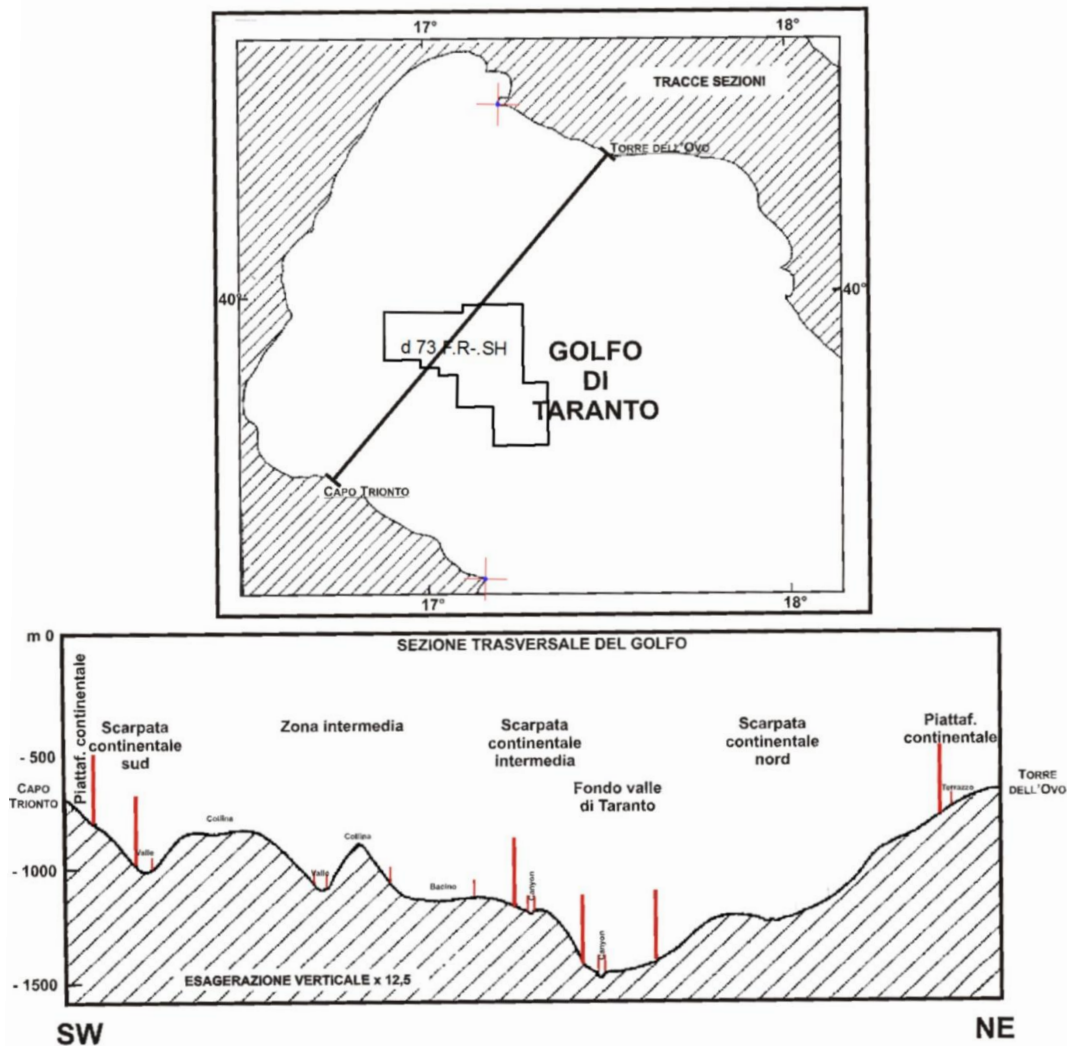 17°
18°
TRACCE SEZIONI
TORRE DELL'OVO
40°
40°
d 73 F.R-.SH
GOLFO
DI
TARANTO
CAPO TRIONTO
17°
18°
m 0
SEZIONE TRASVERSALE DEL GOLFO
Piattaf. continentale
Scarpata
continentale
sud
Zona intermedia
Scarpata
continentale
intermedia
Scarpata
continentale
nord
Piattaf.
continentale
- 500
Fondo valle
di Taranto
CAPO
TRIONTO
TORRE
DELL'OVO
Terrazzo
Collina
Collina
Valle
- 1000
Valle
Bacino
Canyon
Canyon
ESAGERAZIONE VERTICALE x 12,5
- 1500
SW
NE